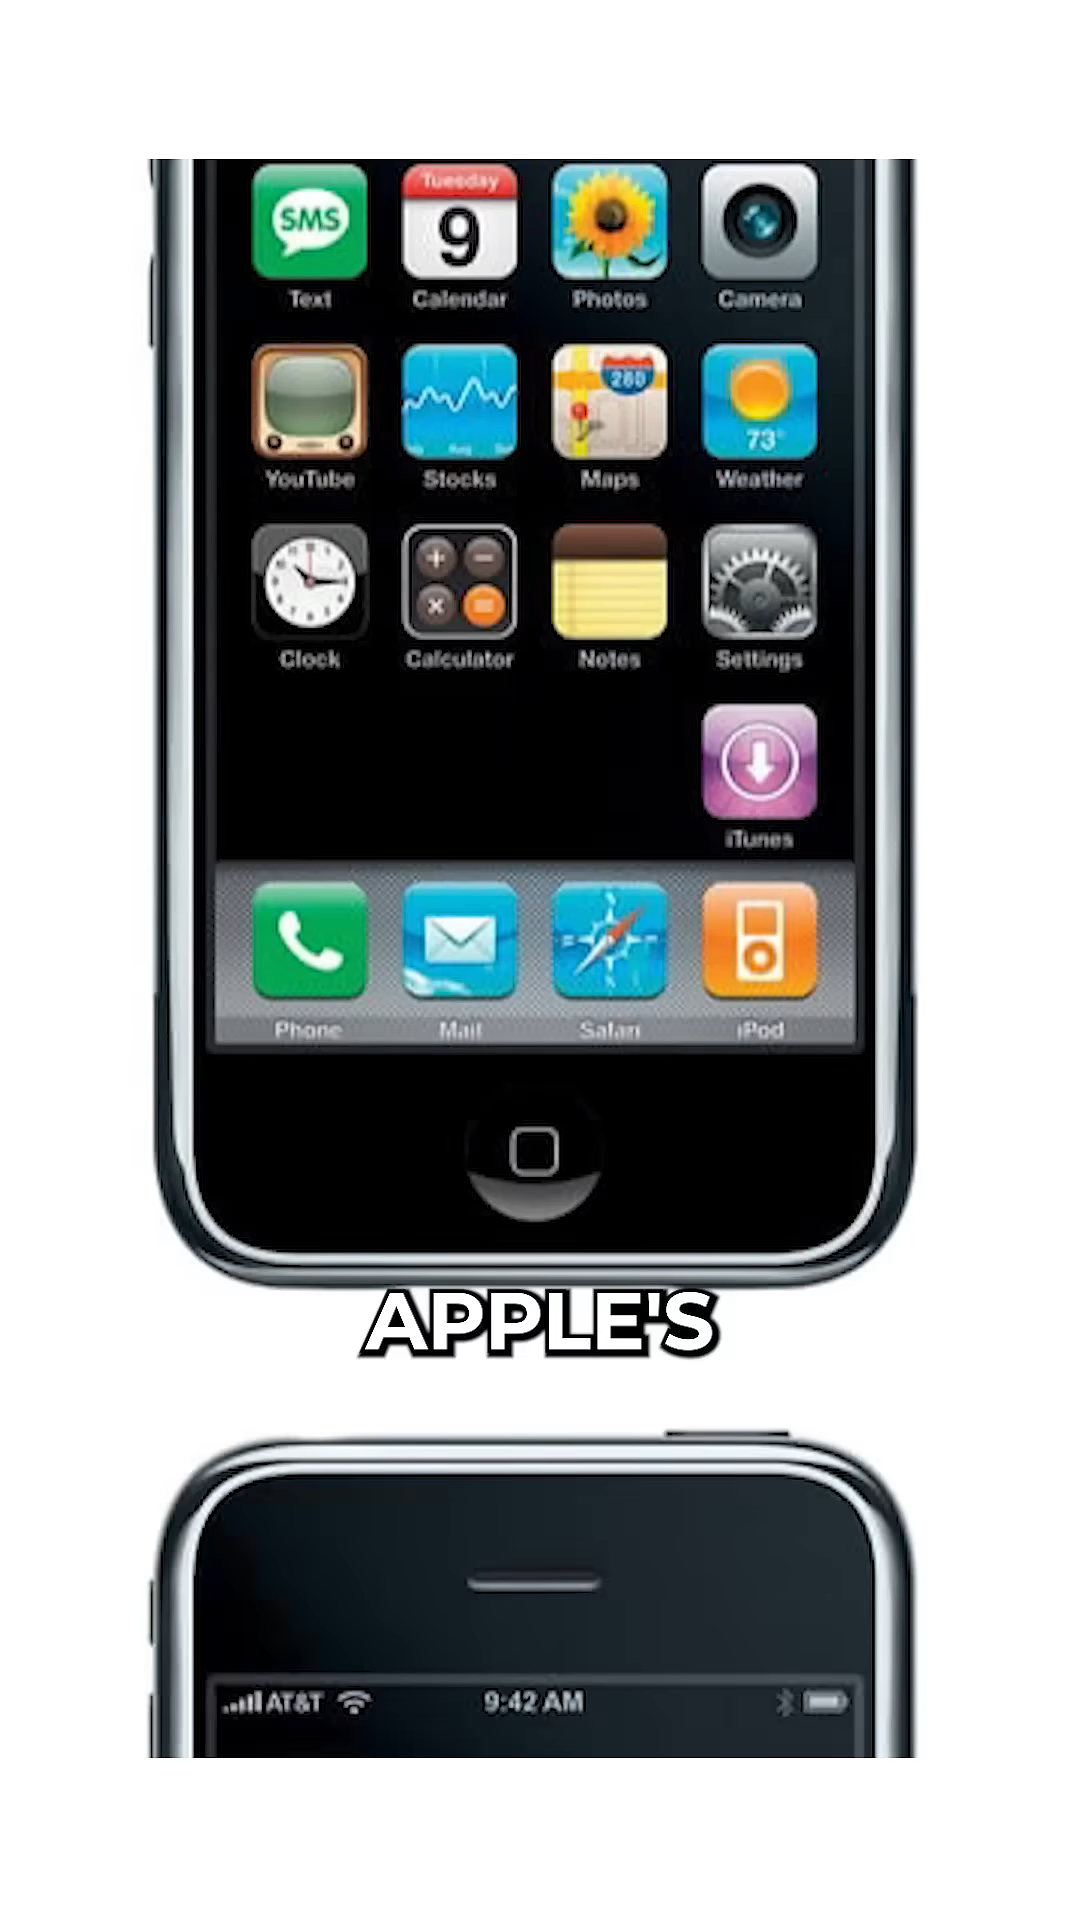 SMS
Tuesday
9
Text Calendar Photos Camera
280
73°
YouTube Stocks Maps Weather
Clock Calculator Notes Settings
iTunes
Phone Mail Safari iPod
APPLE'S
AT&T 9:42 AM